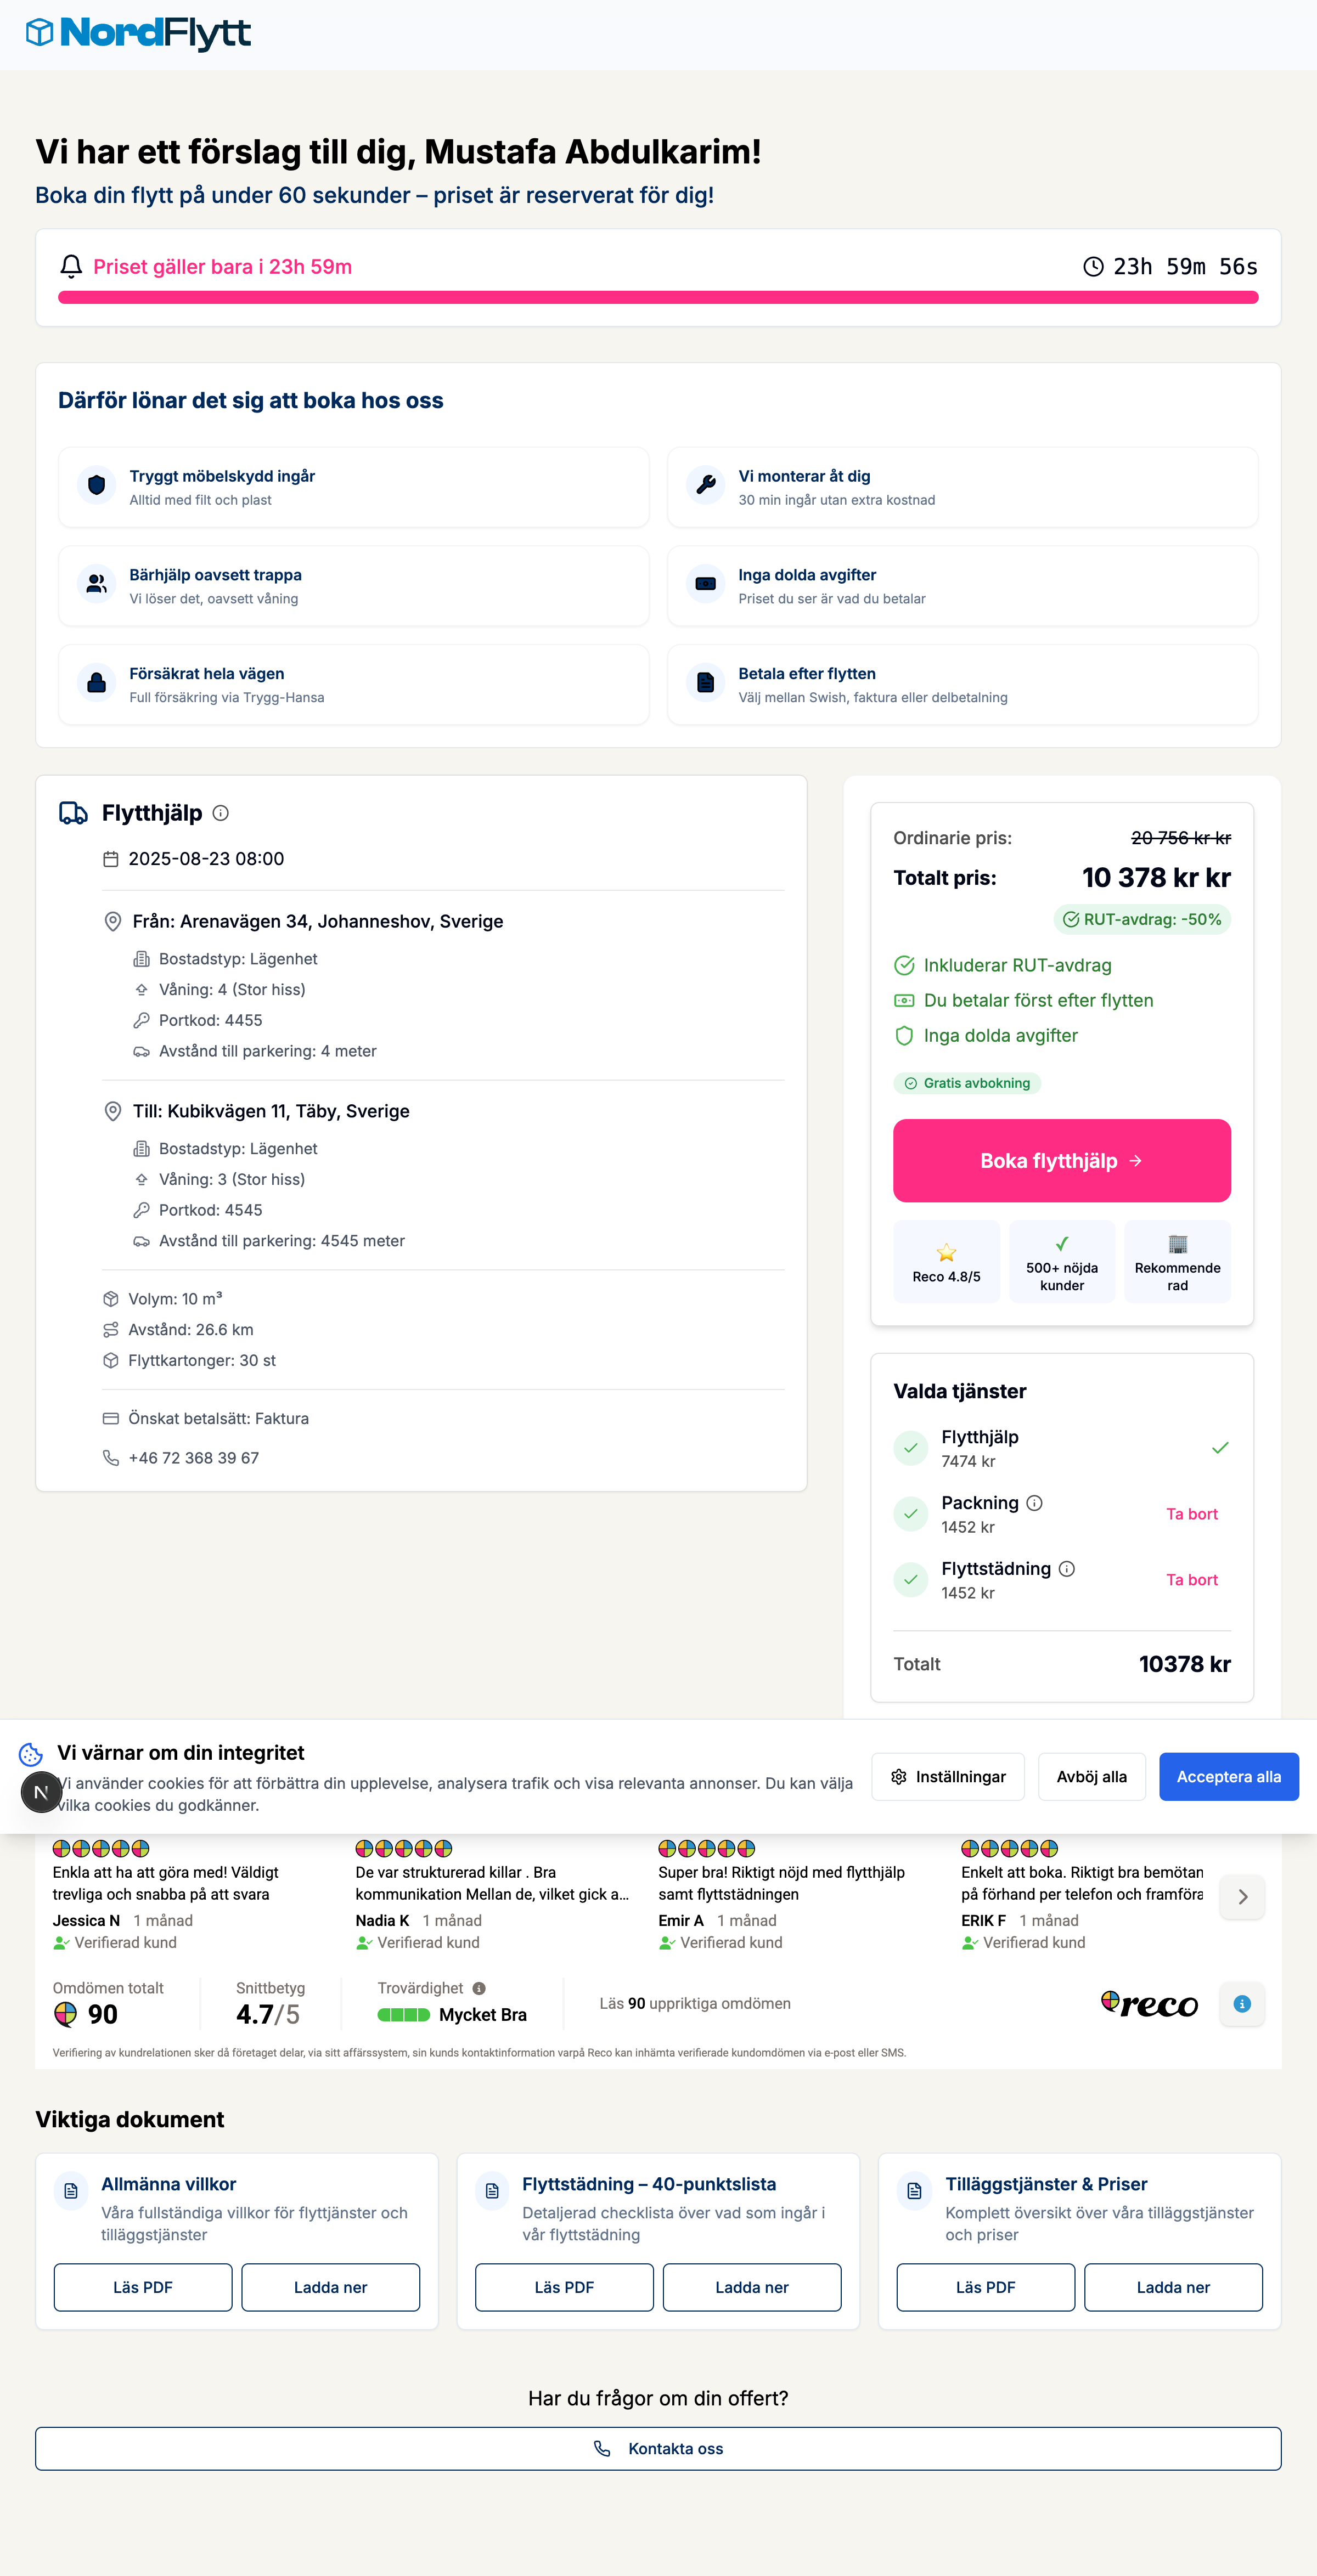 NordFlytt
Vi har ett förslag till dig, Mustafa Abdulkarim!
Boka din flytt på under 60 sekunder – priset är reserverat för dig!
Priset gäller bara i 23h 59m
23h 59m 56s
Därför lönar det sig att boka hos oss
Tryggt möbelskydd ingår
Alltid med filt och plast
Vi monterar åt dig
30 min ingår utan extra kostnad
Bärhjälp oavsett trappa
Vi löser det, oavsett våning
Inga dolda avgifter
Priset du ser är vad du betalar
Försäkrat hela vägen
Full försäkring via Trygg-Hansa
Betala efter flytten
Välj mellan Swish, faktura eller delbetalning
Flytthjälp
2025-08-23 08:00
Från: Arenavägen 34, Johanneshov, Sverige
Bostadstyp: Lägenhet
Våning: 4 (Stor hiss)
Portkod: 4455
Avstånd till parkering: 4 meter
Till: Kubikvägen 11, Täby, Sverige
Bostadstyp: Lägenhet
Våning: 3 (Stor hiss)
Portkod: 4545
Avstånd till parkering: 4545 meter
Volym: 10 m³
Avstånd: 26.6 km
Flyttkartonger: 30 st
Önskat betalsätt: Faktura
+46 72 368 39 67
Ordinarie pris: 20 756 kr kr
Totalt pris: 10 378 kr kr
RUT-avdrag: -50%
Inkluderar RUT-avdrag
Du betalar först efter flytten
Inga dolda avgifter
Gratis avbokning
Boka flytthjälp →
Reco 4.8/5
500+ nöjda
kunder
Rekommende
rad
Valda tjänster
Flytthjälp
7474 kr
Packning
1452 kr
Ta bort
Flyttstädning
1452 kr
Ta bort
Totalt 10378 kr
Vi värnar om din integritet
Vi använder cookies för att förbättra din upplevelse, analysera trafik och visa relevanta annonser. Du kan välja
vilka cookies du godkänner.
Inställningar
Avböj alla
Acceptera alla
N
Enkla att ha att göra med! Väldigt
trevliga och snabba på att svara
Jessica N 1 månad
Verifierad kund
De var strukturerad killar . Bra
kommunikation Mellan de, vilket gick a...
Nadia K 1 månad
Verifierad kund
Super bra! Riktigt nöjd med flytthjälp
samt flyttstädningen
Emir A 1 månad
Verifierad kund
Enkelt att boka. Riktigt bra bemötan
på förhand per telefon och framföra
ERIK F 1 månad
Verifierad kund
Omdömen totalt
90
Snittbetyg
4.7/5
Trovärdighet
Mycket Bra
Läs 90 uppriktiga omdömen
reco
Verifiering av kundrelationen sker då företaget delar, via sitt affärssystem, sin kunds kontaktinformation varpå Reco kan inhämta verifierade kundomdömen via e-post eller SMS.
Viktiga dokument
Allmänna villkor
Våra fullständiga villkor för flyttjänster och
tilläggstjänster
Läs PDF
Ladda ner
Flyttstädning – 40-punktslista
Detaljerad checklista över vad som ingår i
vår flyttstädning
Läs PDF
Ladda ner
Tilläggstjänster & Priser
Komplett översikt över våra tilläggstjänster
och priser
Läs PDF
Ladda ner
Har du frågor om din offert?
Kontakta oss